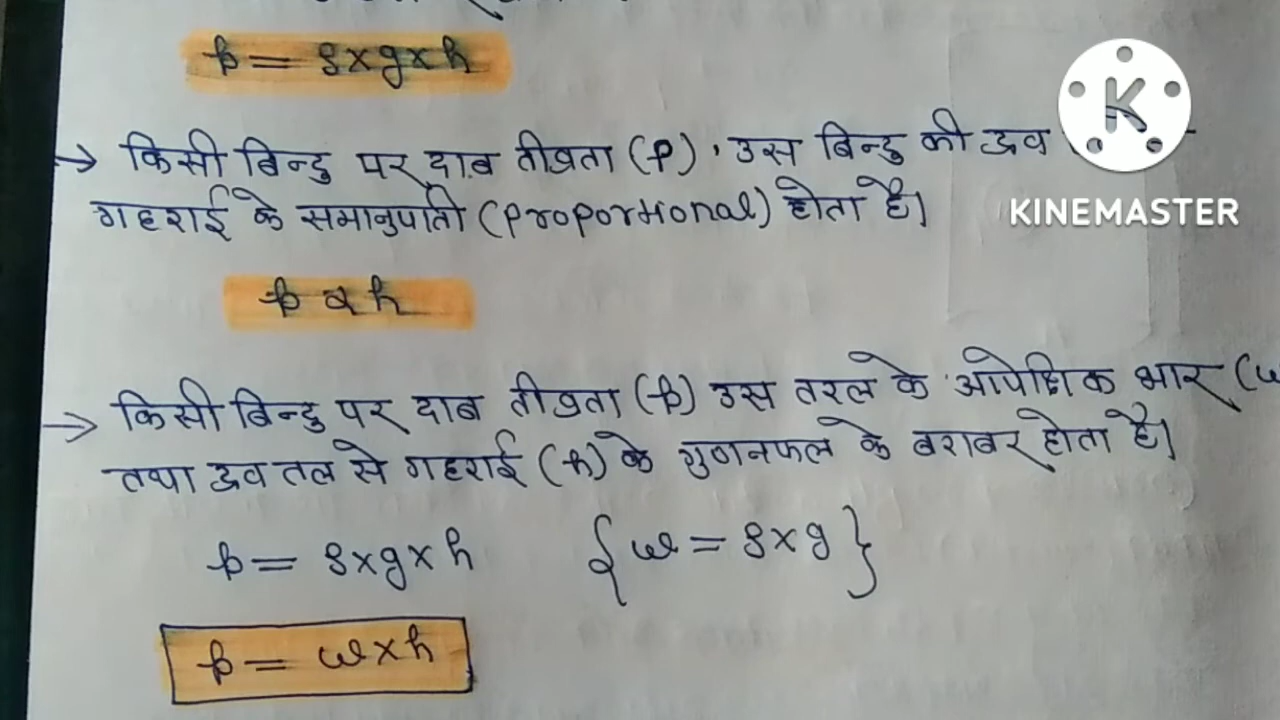 p = ρ×g×h
→ किसी बिन्दु पर दाब तीव्रता (p), उस बिन्दु की द्रव
गहराई के समानुपाती (Proportional) होता है।
p α h
→ किसी बिन्दु पर दाब तीव्रता (p) उस तरल के आपेक्षिक भार (ω
तथा द्रव तल से गहराई (h) के गुणनफल के बराबर होता है।
p = ρ×g×h {ω = ρ×g}
p = ω×h
K
KINEMASTER